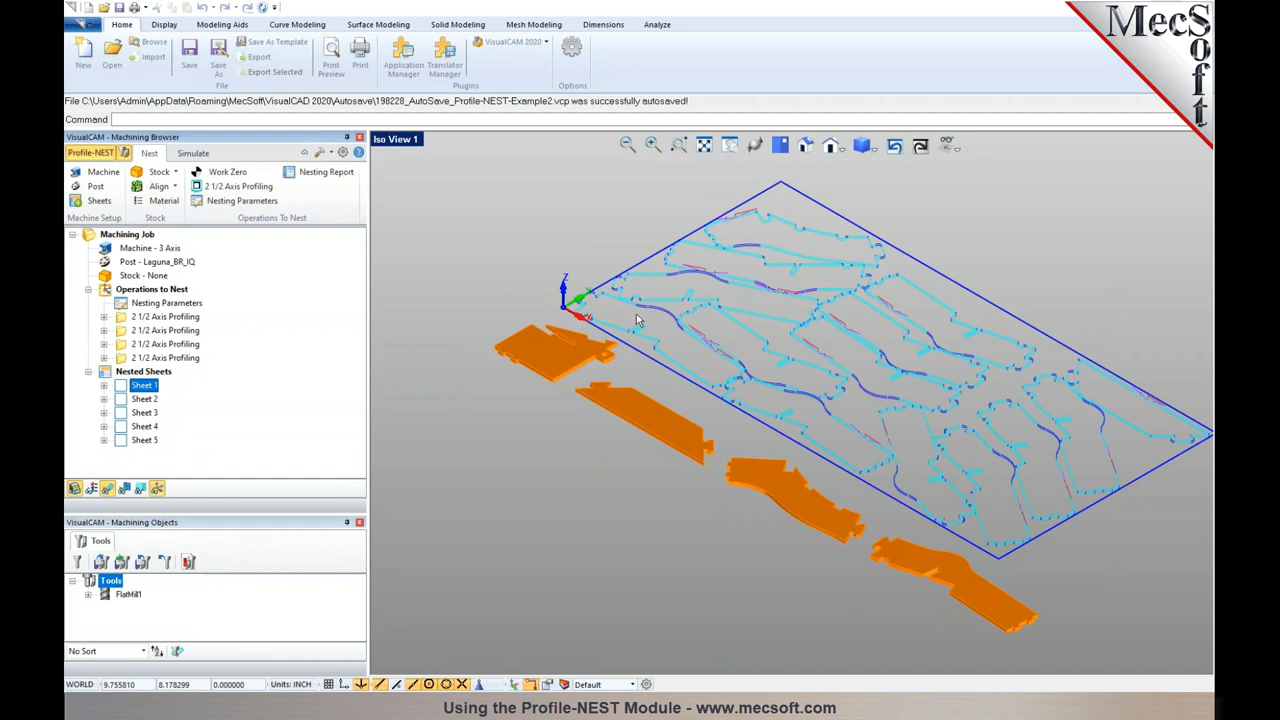 MecSoft
Home Display Modeling Aids Curve Modeling Surface Modeling Solid Modeling Mesh Modeling Dimensions Analyze
New Open Browse Import Save Save As Save As Template Export Export Selected Print Preview Print Application Manager Translator Manager VisualCAM 2020 Options
File Plugins Options
File C:\Users\Admin\AppData\Roaming\MecSoft\VisualCAD 2020\Autosave\198228_AutoSave_Profile-NEST-Example2.vcp was successfully autosaved!
Command
VisualCAM - Machining Browser
Iso View 1
Profile-NEST Nest Simulate
Machine Stock Work Zero Nesting Report
Post Align 2 1/2 Axis Profiling
Sheets Material Nesting Parameters
Machine Setup Stock Operations To Nest
Machining Job
Machine - 3 Axis
Post - Laguna_BR_IQ
Stock - None
Operations to Nest
Nesting Parameters
2 1/2 Axis Profiling
2 1/2 Axis Profiling
2 1/2 Axis Profiling
2 1/2 Axis Profiling
Nested Sheets
Sheet 1
Sheet 2
Sheet 3
Sheet 4
Sheet 5
Z
X
VisualCAM - Machining Objects
Tools
Tools
FlatMill1
No Sort
WORLD 9.755810 8.178299 0.000000 Units: INCH Default
Using the Profile-NEST Module - www.mecsoft.com